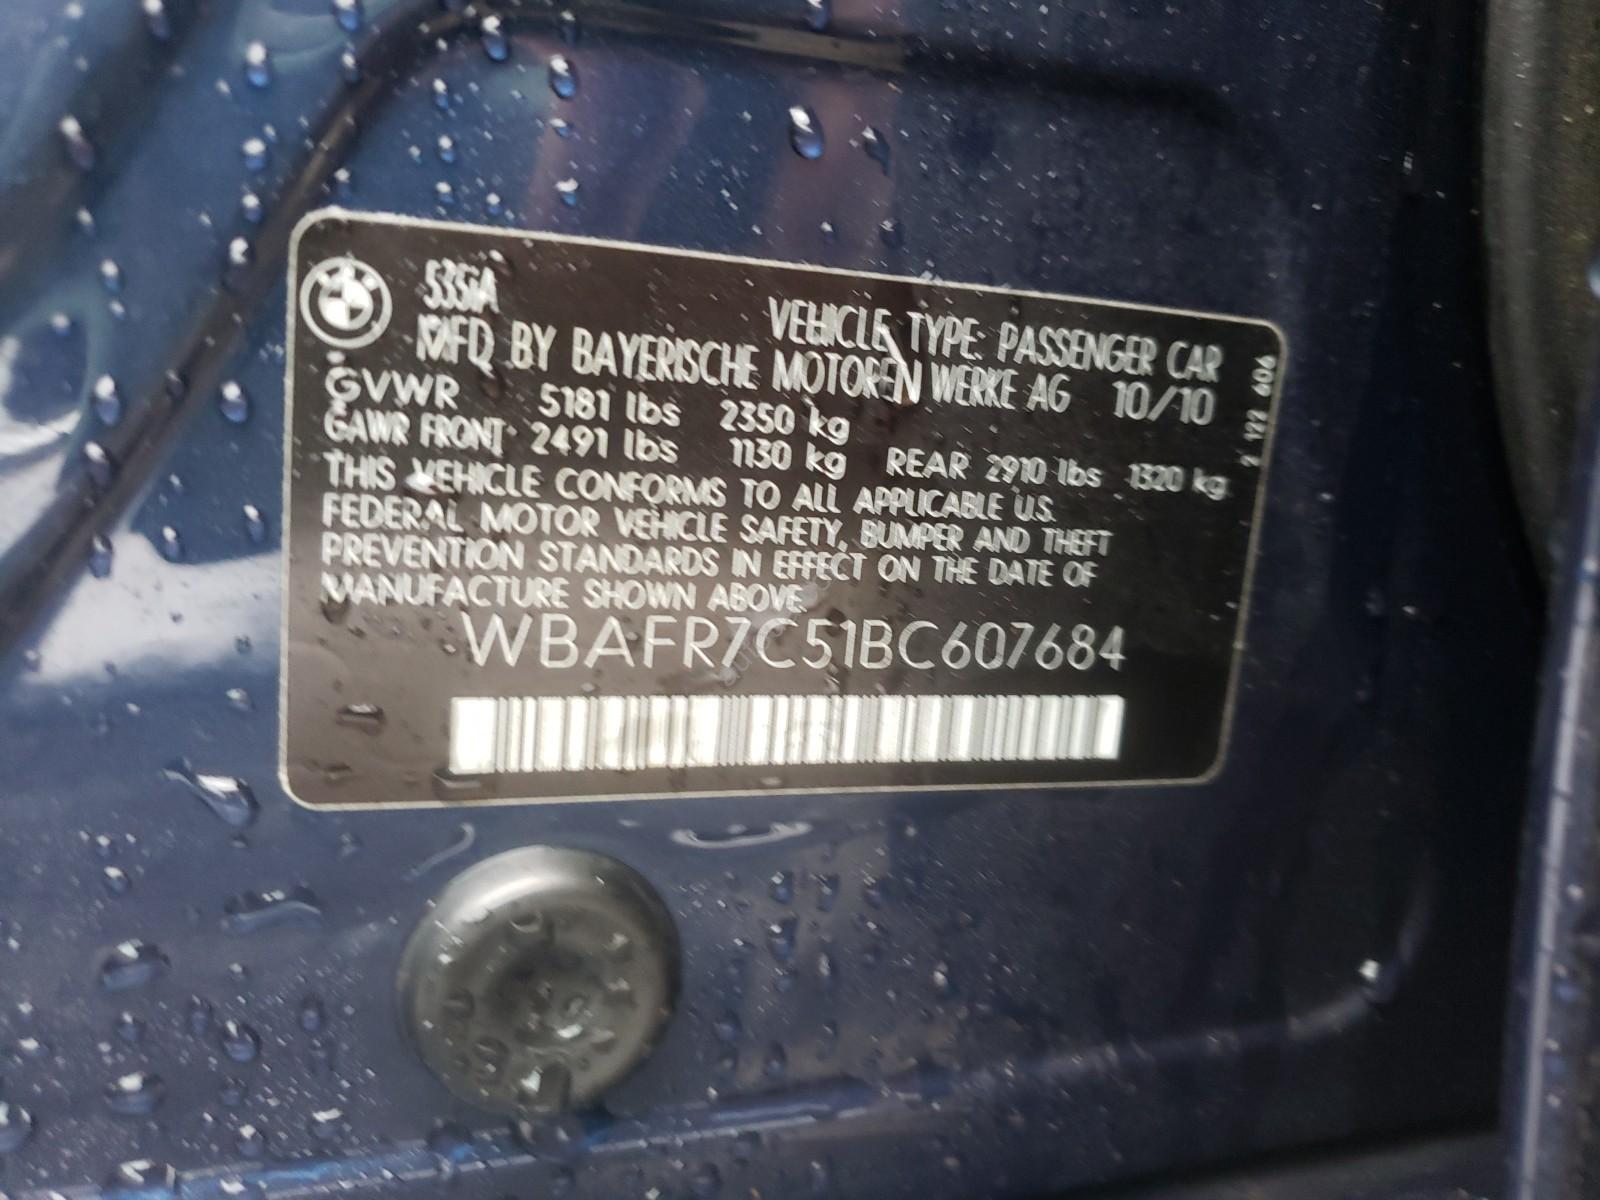 535iA
VEHICLE TYPE: PASSENGER CAR
MFD BY BAYERISCHE MOTOREN WERKE AG 10/10
GVWR 5181 lbs 2350 kg
GAWR FRONT 2491 lbs 1130 kg REAR 2910 lbs 1320 kg
THIS VEHICLE CONFORMS TO ALL APPLICABLE U.S.
FEDERAL MOTOR VEHICLE SAFETY, BUMPER AND THEFT
PREVENTION STANDARDS IN EFFECT ON THE DATE OF
MANUFACTURE SHOWN ABOVE.
WBAFR7C51BC607684